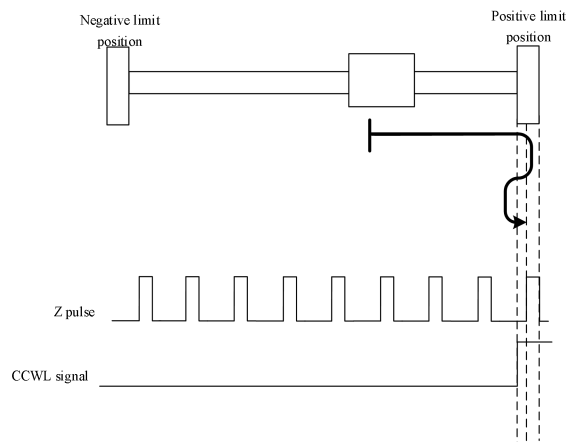 Negative limit
position
Positive limit
position
Z pulse
CCWL signal